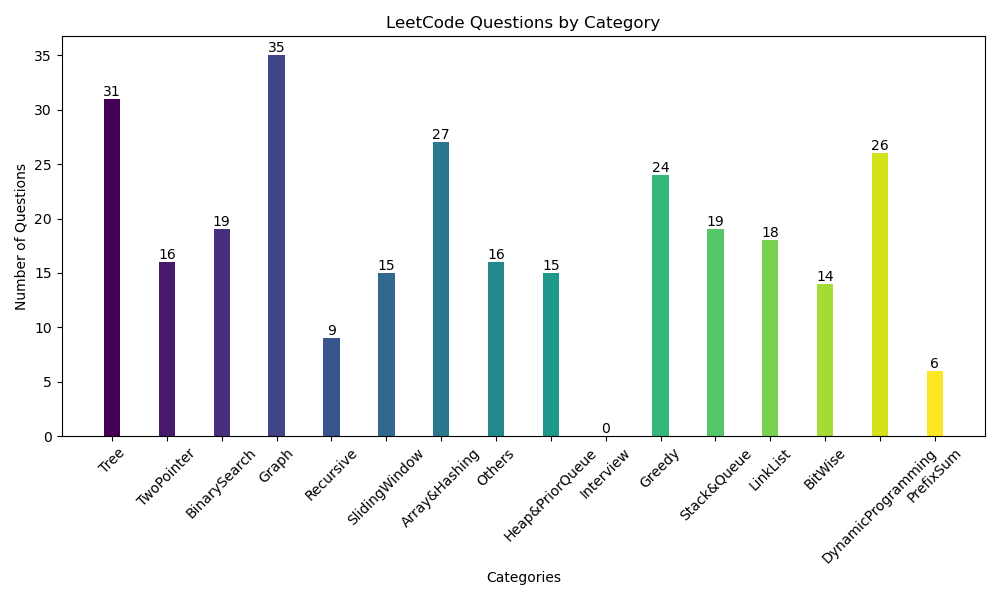 LeetCode Questions by Category
Number of Questions
35
30
25
20
15
10
5
0
31
16
19
35
9
15
27
16
15
0
24
19
18
14
26
6
Tree
TwoPointer
BinarySearch
Graph
Recursive
SlidingWindow
Array&Hashing
Others
Heap&PriorQueue
Interview
Greedy
Stack&Queue
LinkList
BitWise
DynamicProgramming
PrefixSum
Categories